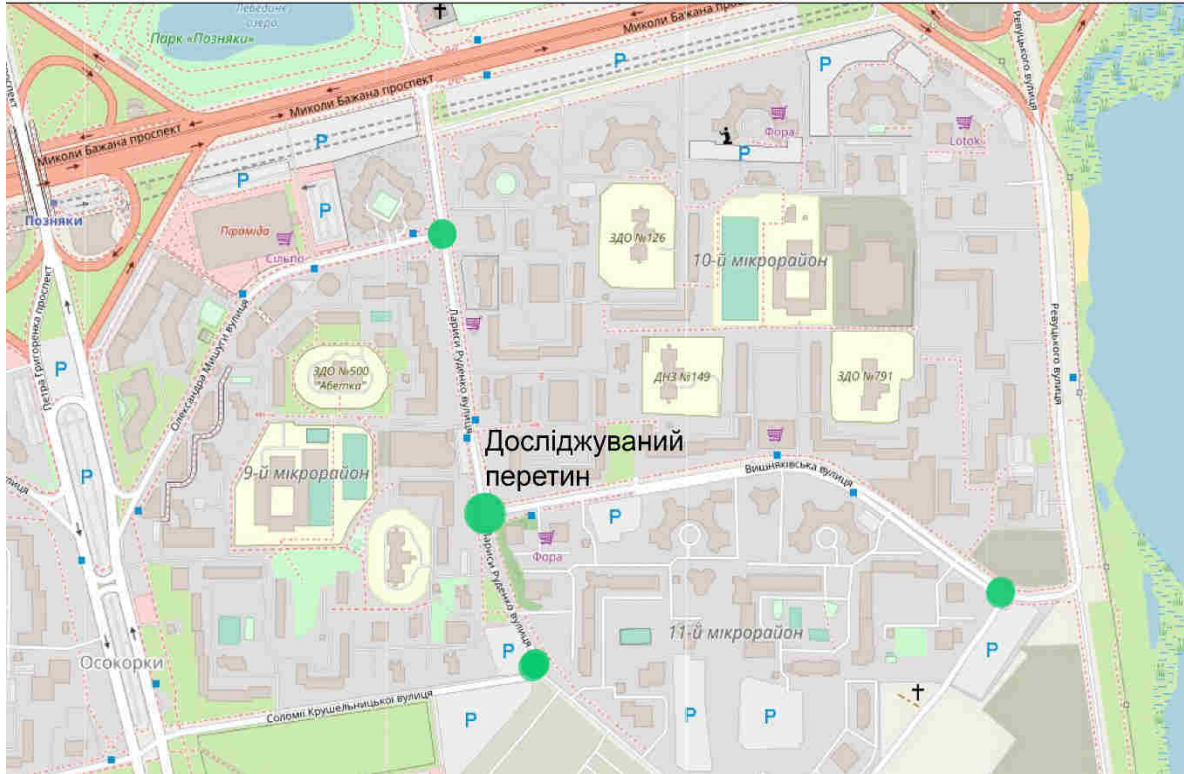 Лебедине
озеро
Парк «Позняки»
Миколи Бажана проспект
Миколи Бажана проспект
Миколи Бажана проспект
Ревуцького вулиця
проспект
P
P
P
P
P
P
Фора
Lotok
Позняки
Піраміда
Сільпо
ЗДО №126
10-й мікрорайон
Петра Григоренка проспект
Олександра Мишуги вулиця
Лариси Руденко вулиця
Ревуцького вулиця
P
ЗДО №500
"Абетка"
ДНЗ №149
ЗДО №791
Досліджуваний
перетин
9-й мікрорайон
Вишняківська вулиця
P
P
Фора
Лариси Руденко вулиця
11-й мікрорайон
Осокорки
P
P
Соломії Крушельницької вулиця
P
P
P